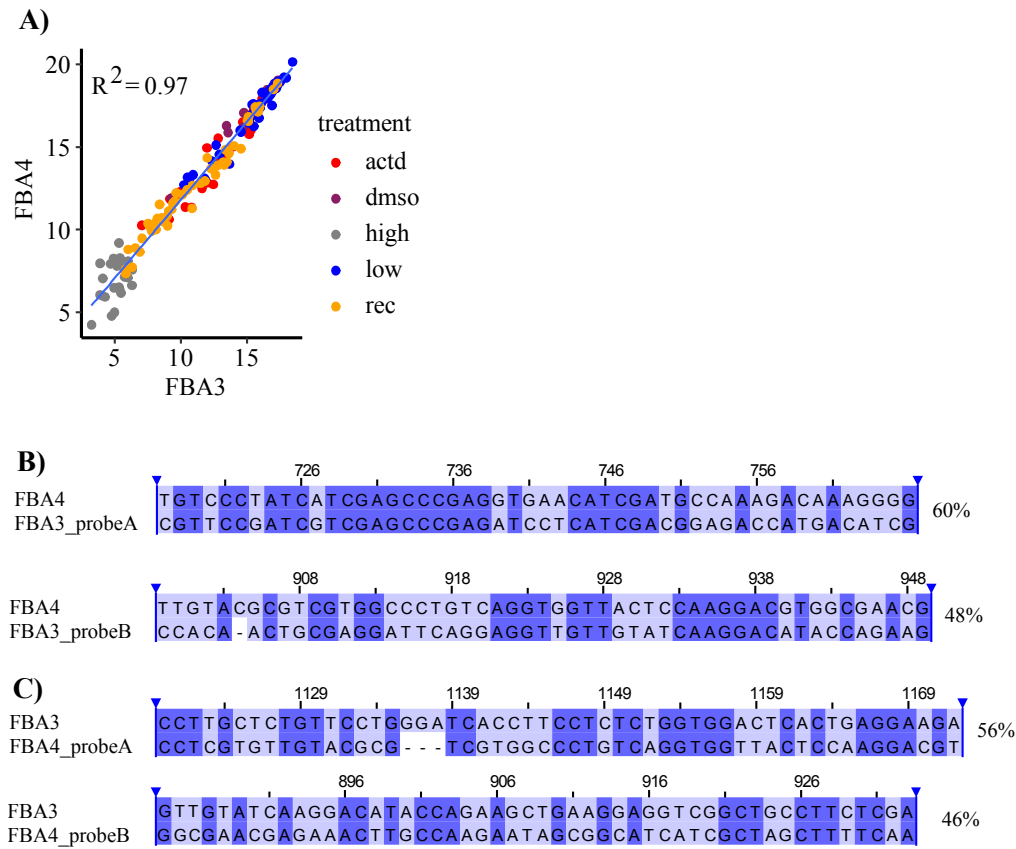 A)
20
15
10
5
FBA4
R2 = 0.97
5 10 15
FBA3
treatment
actd
dmso
high
low
rec
B)
726 736 746 756
FBA4 TGTCCCTATCATCGAGCCCGAGGTGAACATCGATGCCAAAGACAAAGGGG
FBA3_probeA CGTTCCGATCGTCGAGCCCGAGATCCTCATCGACGGAGACCATGACATCG
60%
908 918 928 938 948
FBA4 TTGTACGCGTCGTGGCCCTGTCAGGTGGTTACTCCAAGGACGTGGCGAACG
FBA3_probeB CCACA-ACTGCGAGGATTCAGGAGGTTGTTGTATCAAGGACATACCAGAAG
48%
C)
1129 1139 1149 1159 1169
FBA3 CCTTGCTCTGTTCCTGGGATCACCTTCCTCTCTGGTGGACTCACTGAGGAAGA
FBA4_probeA CCTCGTGTTGTACGCG---TCGTGGCCCTGTCAGGTGGTTACTCCAAGGACGT
56%
896 906 916 926
FBA3 GTTGTATCAAGGACATACCAGAAGCTGAAGGAGGTCGGCTGCCTTCTCGA
FBA4_probeB GGCGAACGAGAAACTTGCCAAGAATAGCGGCATCATCGCTAGCTTTTCAA
46%